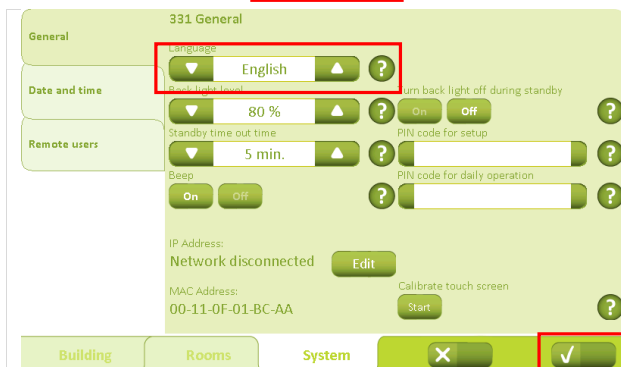 331 General
General
Language
English
?
Date and time
Back light level
Turn back light off during standby
80 %
On Off
?
Standby time out time
PIN code for setup
Remote users
5 min.
?
?
Beep
PIN code for daily operation
On Off
?
?
IP Address:
Network disconnected
Edit
MAC Address:
Calibrate touch screen
00-11-0F-01-BC-AA
Start
?
Building Rooms System